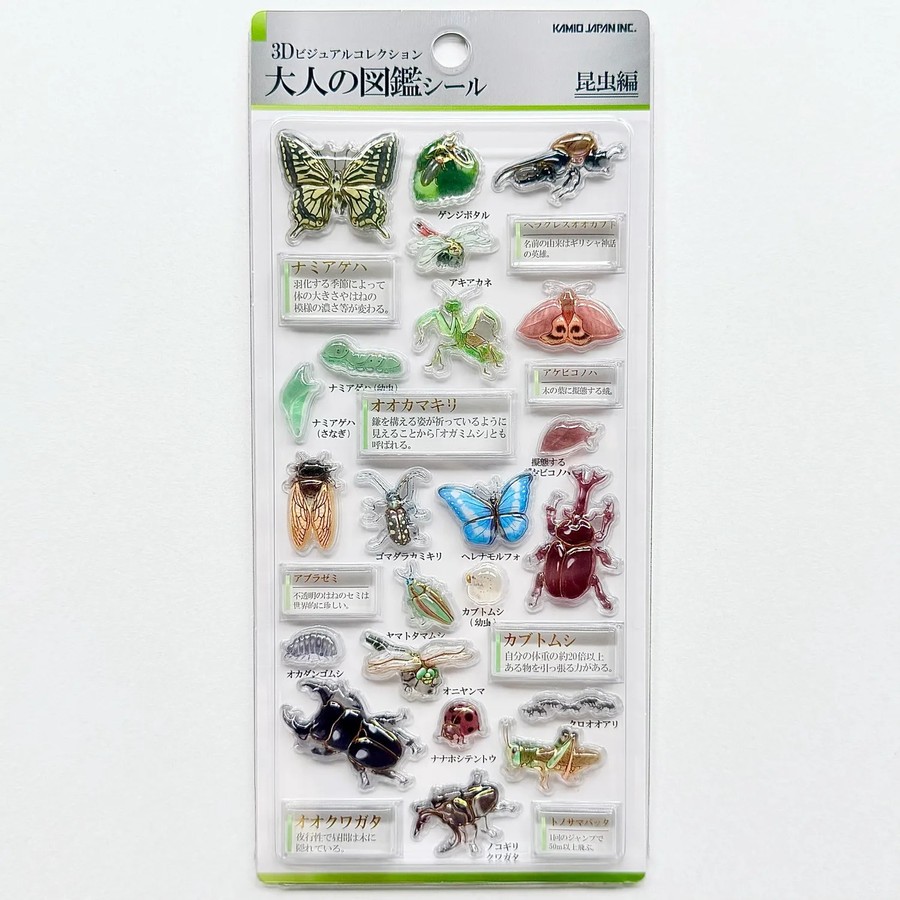 KAMIO JAPAN INC.
3Dビジュアルコレクション
大人の図鑑シール
昆虫編
ゲンジボタル
ヘラクレスオオカブト
名前の由来はギリシャ神話
の英雄。
ナミアゲハ
羽化する季節によって
体の大きさやはねの
模様の濃さ等が変わる。
アキアカネ
アケビコノハ
木の葉に擬態する蛾。
ナミアゲハ(幼虫)
ナミアゲハ
(さなぎ)
オオカマキリ
鎌を構える姿が祈っているように
見えることから「オガミムシ」とも
呼ばれる。
擬態する
アケビコノハ
ゴマダラカミキリ
ヘレナモルフォ
アブラゼミ
不透明のはねのセミは
世界的に珍しい。
カブトムシ
(幼虫)
ヤマトタマムシ
カブトムシ
自分の体重の約20倍以上
ある物を引っ張る力がある。
オカダンゴムシ
オニヤンマ
クロオオアリ
ナナホシテントウ
オオクワガタ
夜行性で昼間は木に
隠れている。
ノコギリ
クワガタ
トノサマバッタ
1回のジャンプで
50m以上飛ぶ。